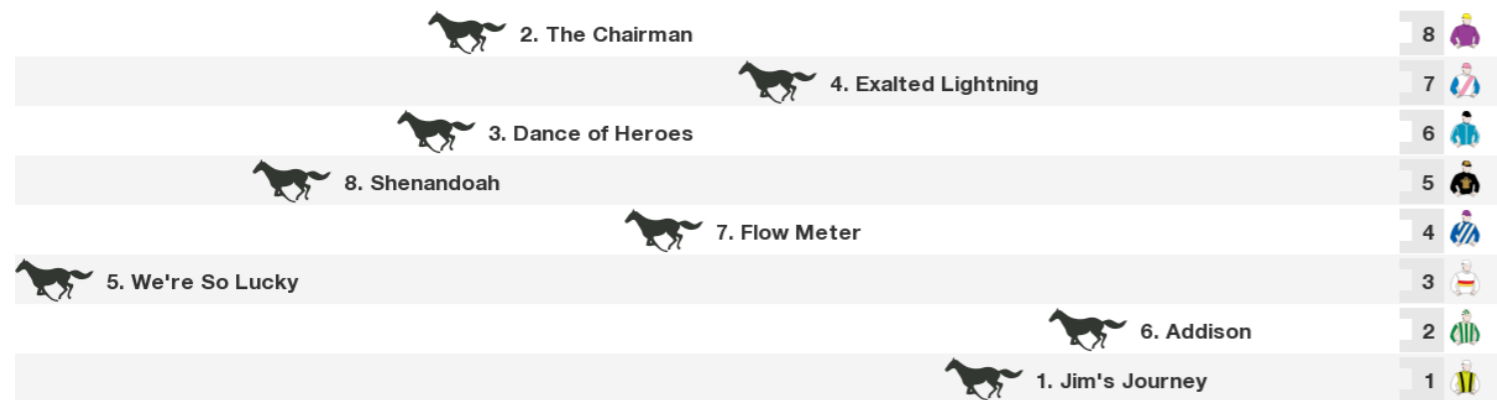 2. The Chairman 8
4. Exalted Lightning 7
3. Dance of Heroes 6
8. Shenandoah 5
7. Flow Meter 4
5. We're So Lucky 3
6. Addison 2
1. Jim's Journey 1